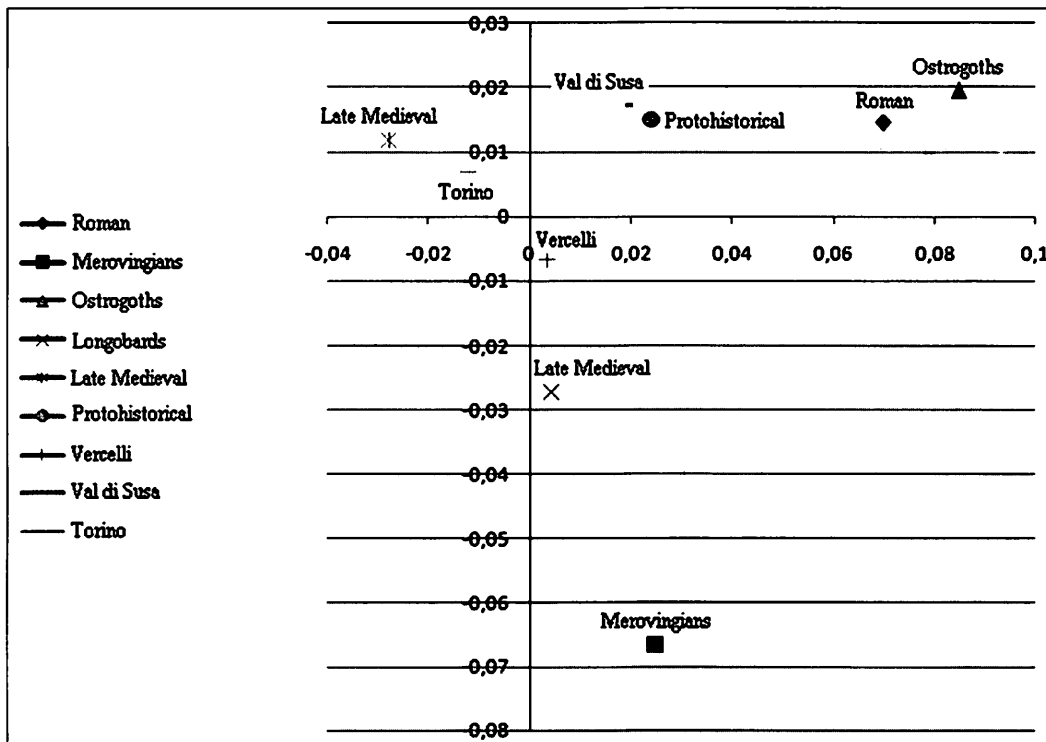 0,03
Ostrogoths
0,02
Val di Susa
Roman
Late Medieval
Protohistorical
0,01
Torino
0
Roman
Vercelli
-0,04 -0,02 0 0,02 0,04 0,06 0,08 0,1
Merovingians
-0,01
Ostrogoths
-0,02
Longobards
Late Medieval
Late Medieval
-0,03
Protohistorical
-0,04
Vercelli
Val di Susa
-0,05
Torino
-0,06
Merovingians
-0,07
-0,08